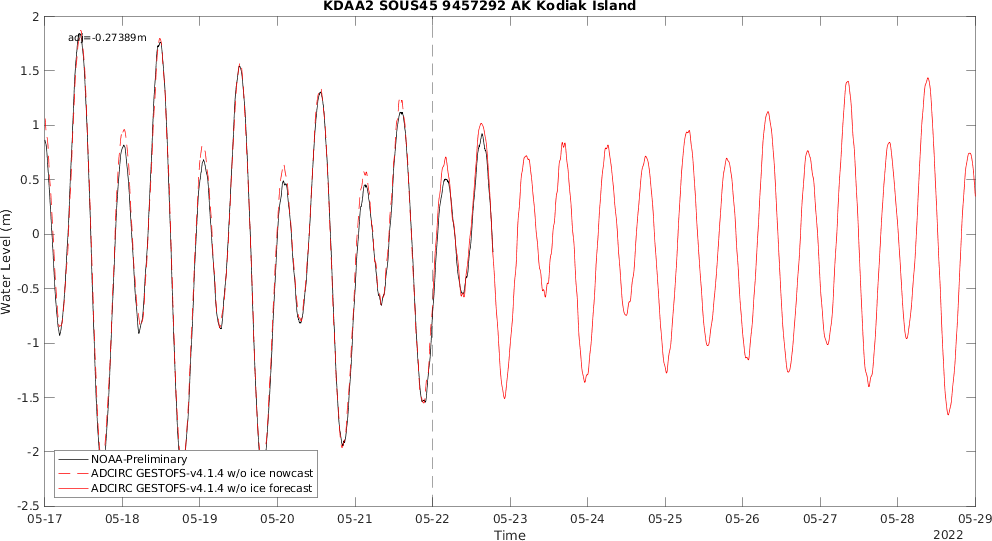 KDAA2 SOUS45 9457292 AK Kodiak Island
2
adj=-0.27389m
1.5
1
0.5
0
-0.5
-1
-1.5
-2
-2.5
Water Level (m)
NOAA-Preliminary
ADCIRC GESTOFS-v4.1.4 w/o ice nowcast
ADCIRC GESTOFS-v4.1.4 w/o ice forecast
05-17 05-18 05-19 05-20 05-21 05-22 05-23 05-24 05-25 05-26 05-27 05-28 05-29
Time
2022